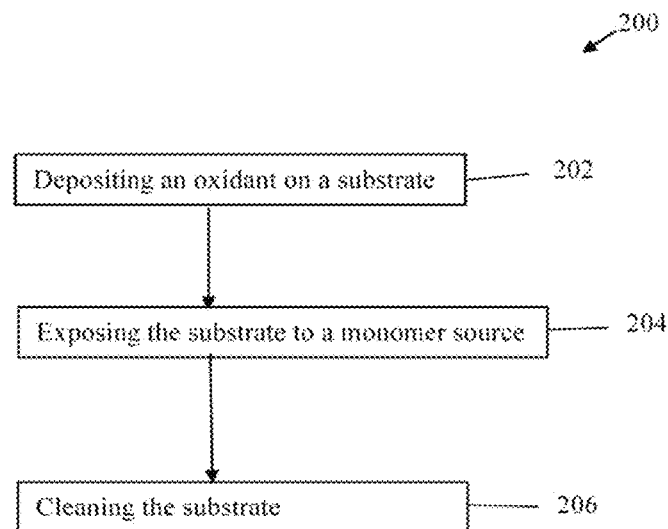 200
Depositing an oxidant on a substrate
202
Exposing the substrate to a monomer source
204
Cleaning the substrate
206